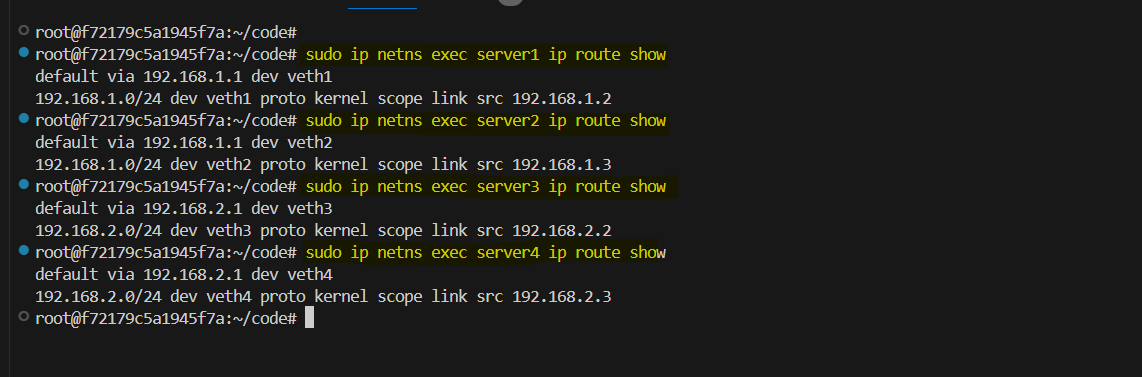 root@f72179c5a1945f7a:~/code#
root@f72179c5a1945f7a:~/code# sudo ip netns exec server1 ip route show
default via 192.168.1.1 dev veth1
192.168.1.0/24 dev veth1 proto kernel scope link src 192.168.1.2
root@f72179c5a1945f7a:~/code# sudo ip netns exec server2 ip route show
default via 192.168.1.1 dev veth2
192.168.1.0/24 dev veth2 proto kernel scope link src 192.168.1.3
root@f72179c5a1945f7a:~/code# sudo ip netns exec server3 ip route show
default via 192.168.2.1 dev veth3
192.168.2.0/24 dev veth3 proto kernel scope link src 192.168.2.2
root@f72179c5a1945f7a:~/code# sudo ip netns exec server4 ip route show
default via 192.168.2.1 dev veth4
192.168.2.0/24 dev veth4 proto kernel scope link src 192.168.2.3
root@f72179c5a1945f7a:~/code#